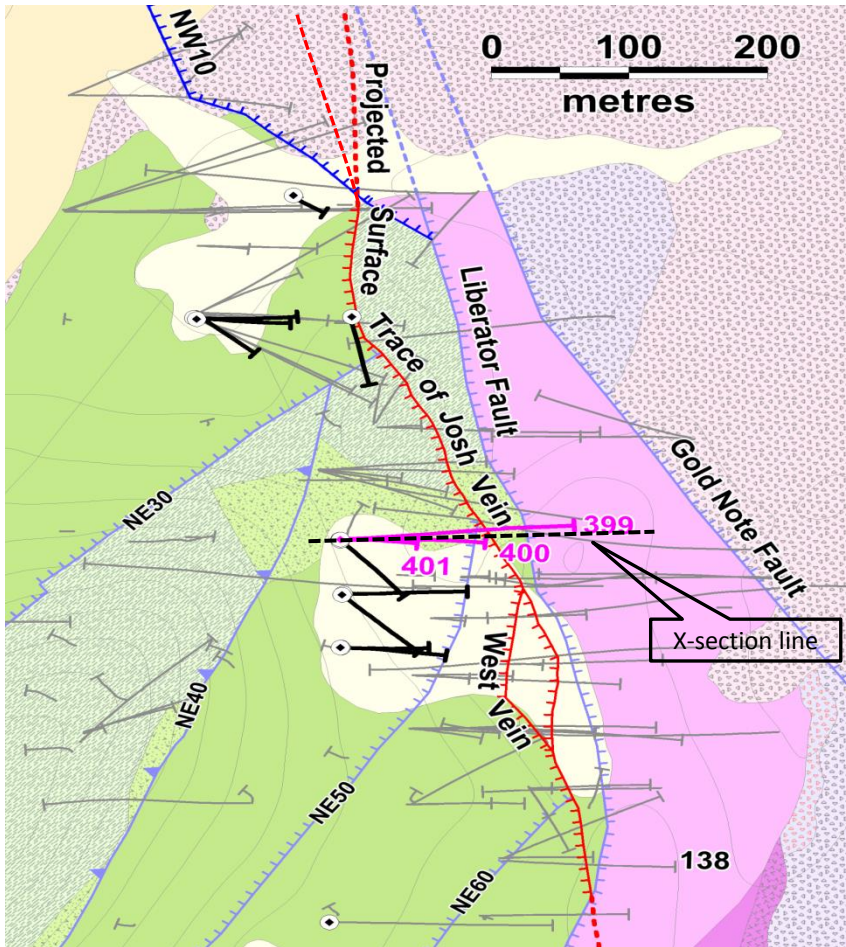 NW10
Projected
Surface
Trace of Josh Vein
0 100 200
metres
Liberator Fault
Gold Note Fault
NE30
399
400
401
X-section line
West
Vein
NE40
NE50
NE60
138